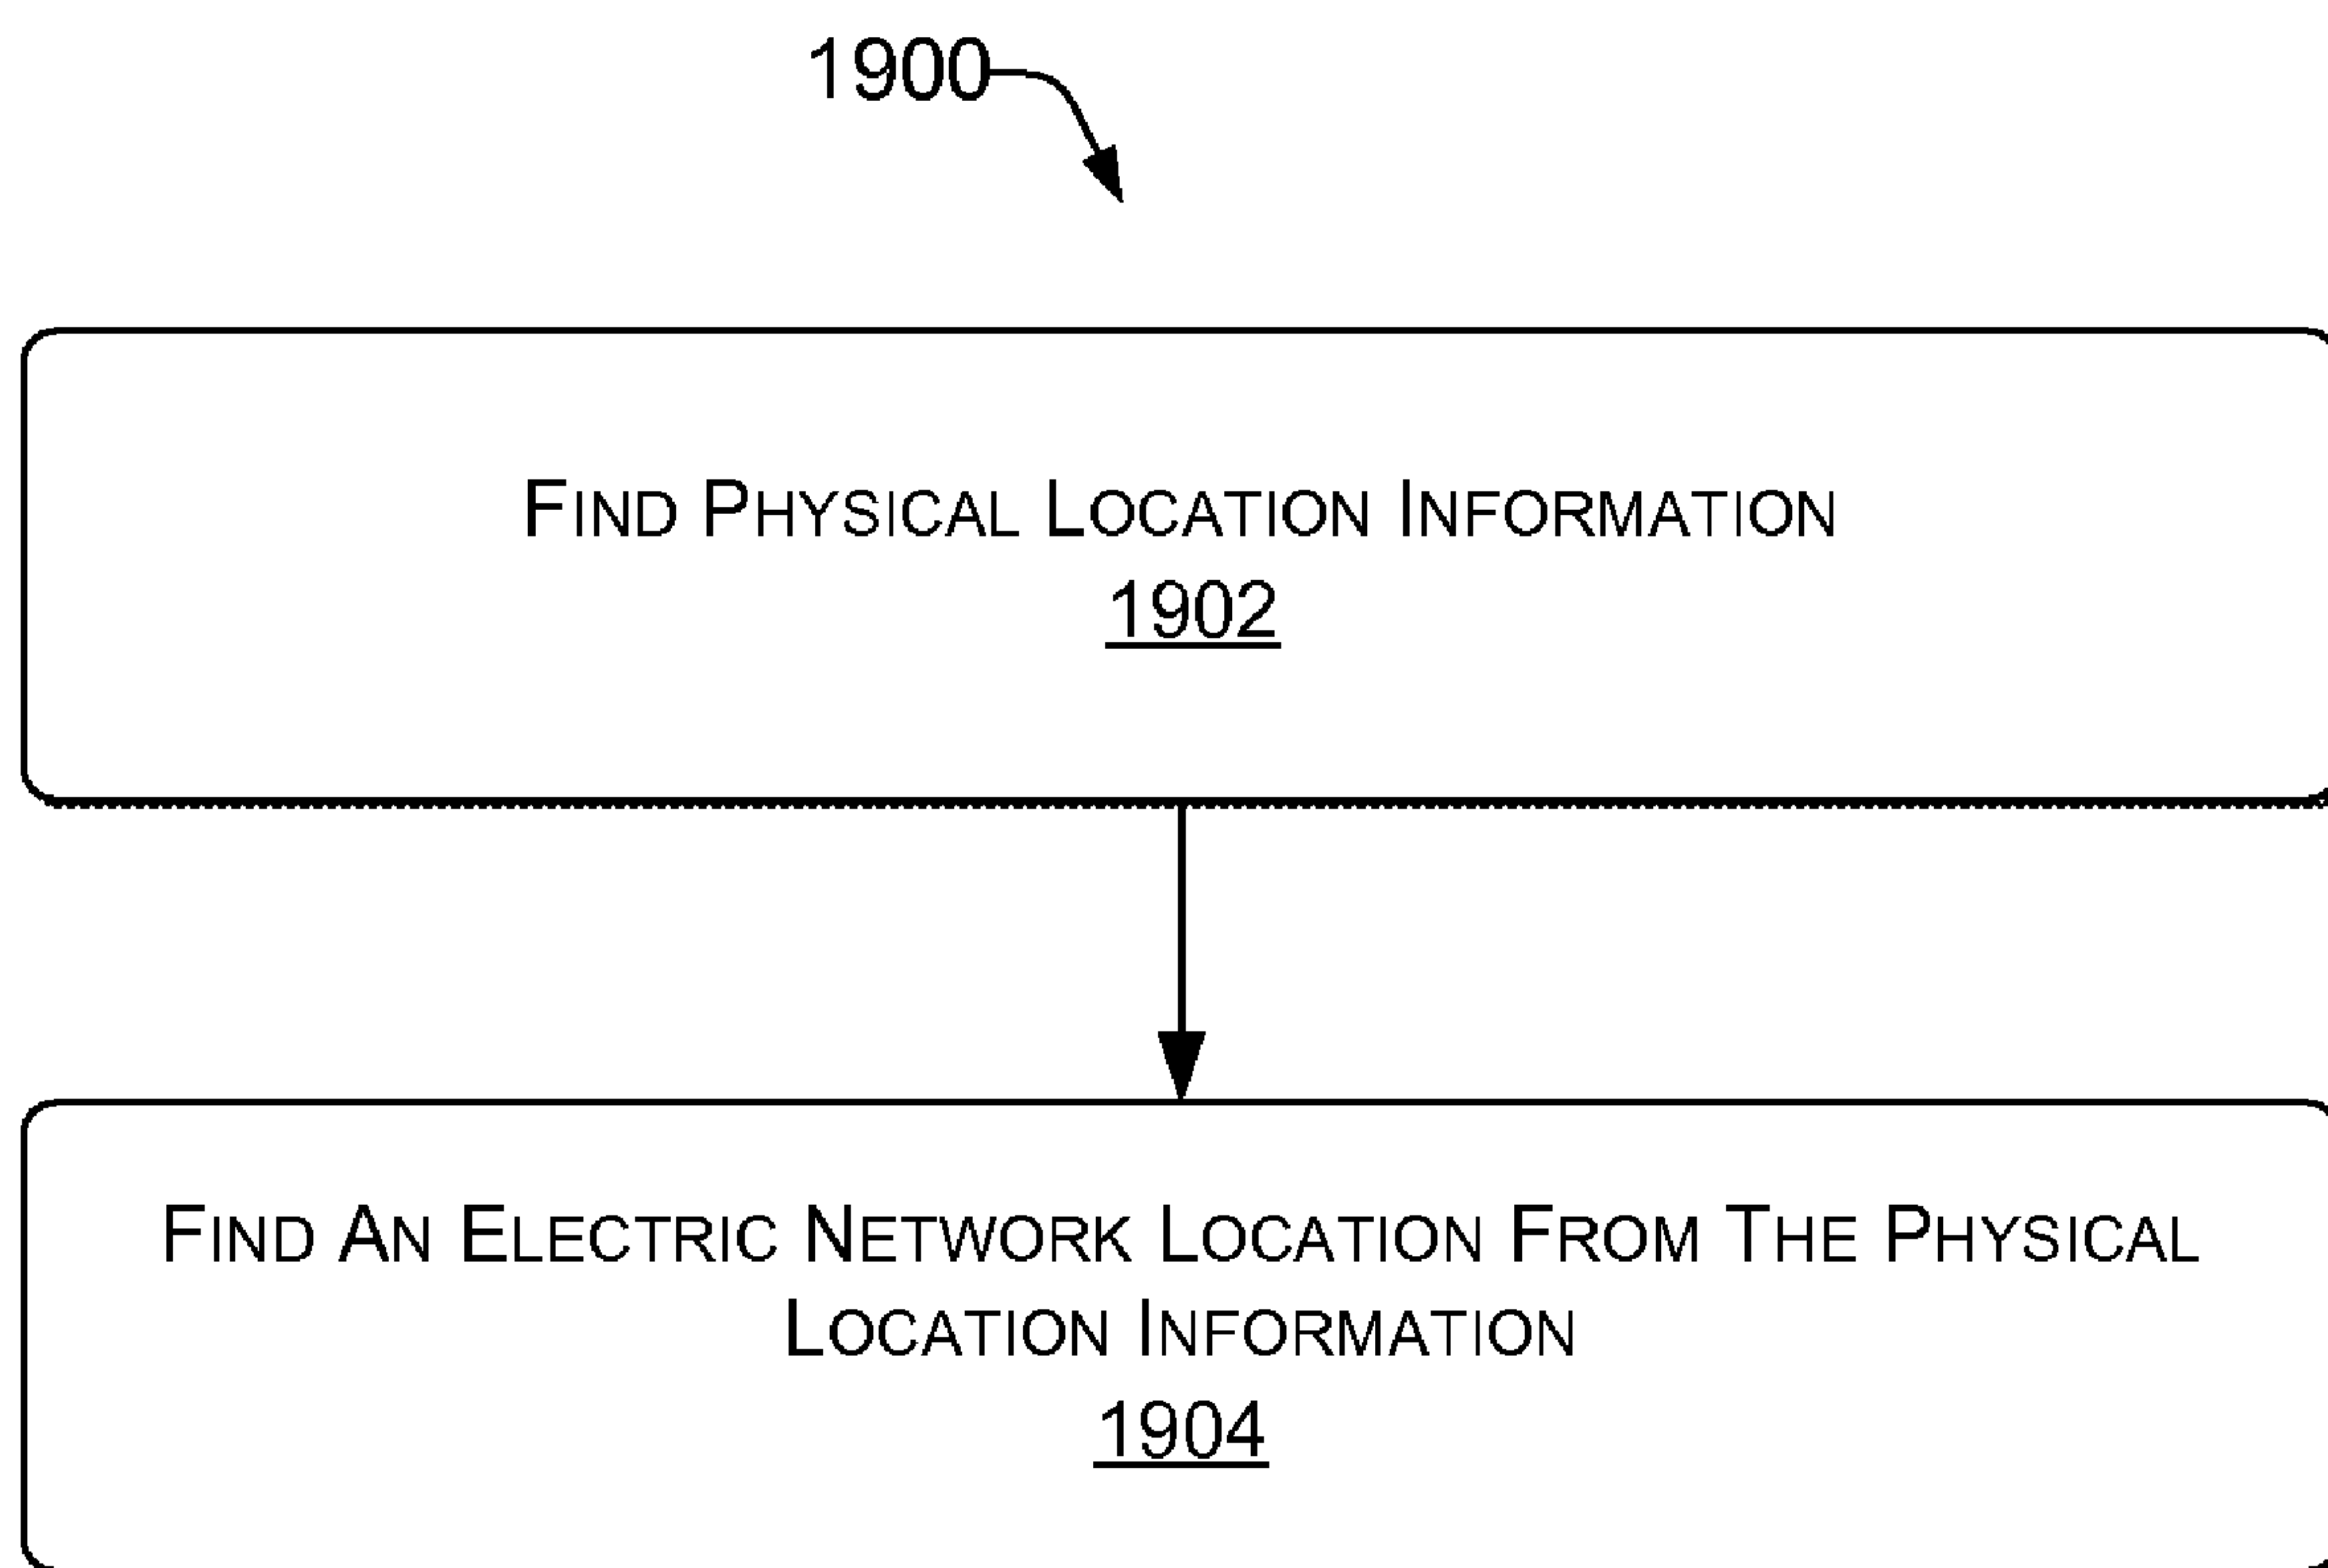 1900
FIND PHYSICAL LOCATION INFORMATION
1902
FIND AN ELECTRIC NETWORK LOCATION FROM THE PHYSICAL
LOCATION INFORMATION
1904